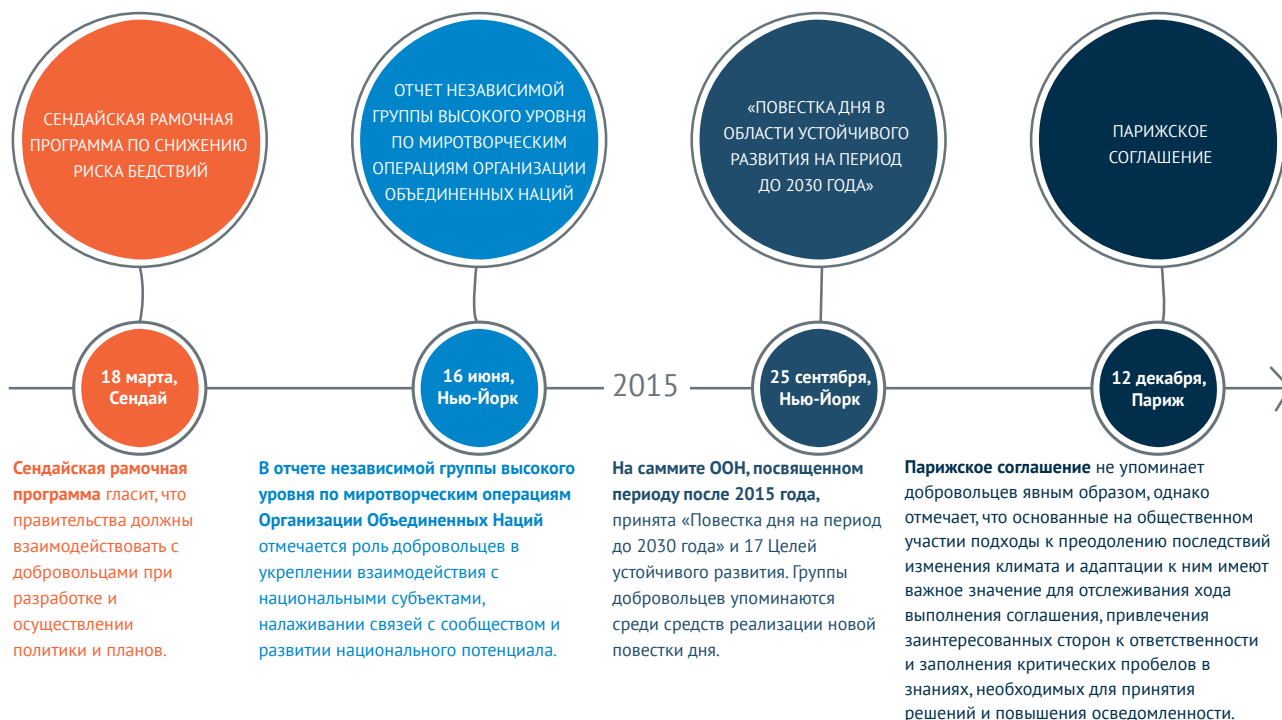 СЕНДАЙСКАЯ РАМОЧНАЯ
ПРОГРАММА ПО СНИЖЕНИЮ
РИСКА БЕДСТВИЙ
ОТЧЕТ НЕЗАВИСИМОЙ
ГРУППЫ ВЫСОКОГО УРОВНЯ
ПО МИРОТВОРЧЕСКИМ
ОПЕРАЦИЯМ ОРГАНИЗАЦИИ
ОБЪЕДИНЕННЫХ НАЦИЙ
«ПОВЕСТКА ДНЯ В
ОБЛАСТИ УСТОЙЧИВОГО
РАЗВИТИЯ НА ПЕРИОД
ДО 2030 ГОДА»
ПАРИЖСКОЕ
СОГЛАШЕНИЕ
18 марта,
Сендай
16 июня,
Нью-Йорк
2015
25 сентября,
Нью-Йорк
12 декабря,
Париж
Сендайская рамочная
программа гласит, что
правительства должны
взаимодействовать с
добровольцами при
разработке и
осуществлении
политики и планов.
В отчете независимой группы высокого
уровня по миротворческим операциям
Организации Объединенных Наций
отмечается роль добровольцев в
укреплении взаимодействия с
национальными субъектами,
налаживании связей с сообществом и
развитии национального потенциала.
На саммите ООН, посвященном
периоду после 2015 года,
принята «Повестка дня на период
до 2030 года» и 17 Целей
устойчивого развития. Группы
добровольцев упоминаются
среди средств реализации новой
повестки дня.
Парижское соглашение не упоминает
добровольцев явным образом, однако
отмечает, что основанные на общественном
участии подходы к преодолению последствий
изменения климата и адаптации к ним имеют
важное значение для отслеживания хода
выполнения соглашения, привлечения
заинтересованных сторон к ответственности
и заполнения критических пробелов в
знаниях, необходимых для принятия
решений и повышения осведомленности.